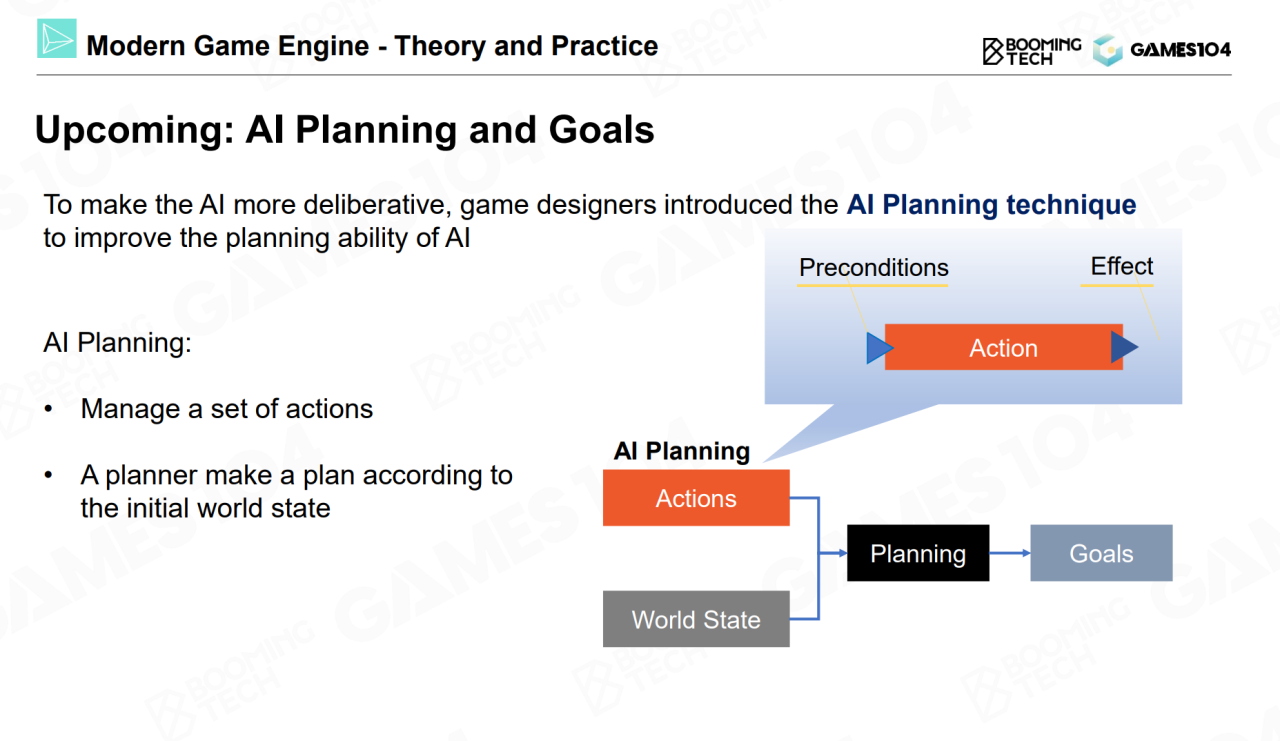 Modern Game Engine - Theory and Practice
BOOMING
TECH
GAMES104
Upcoming: AI Planning and Goals
To make the AI more deliberative, game designers introduced the AI Planning technique
to improve the planning ability of AI
Preconditions
Effect
Action
AI Planning:
• Manage a set of actions
• A planner make a plan according to
the initial world state
AI Planning
Actions
World State
Planning
Goals